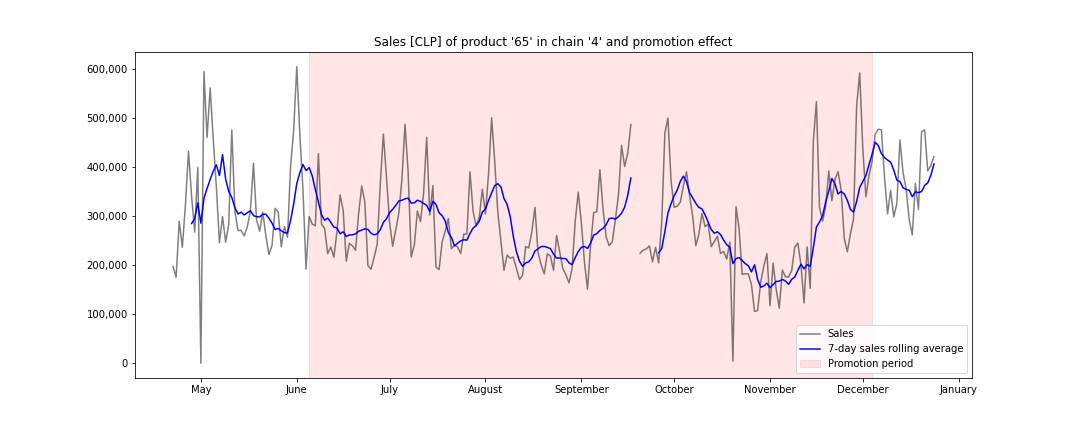 Sales [CLP] of product '65' in chain '4' and promotion effect
600,000
500,000
400,000
300,000
200,000
100,000
0
Sales
7-day sales rolling average
Promotion period
May June July August September October November December January